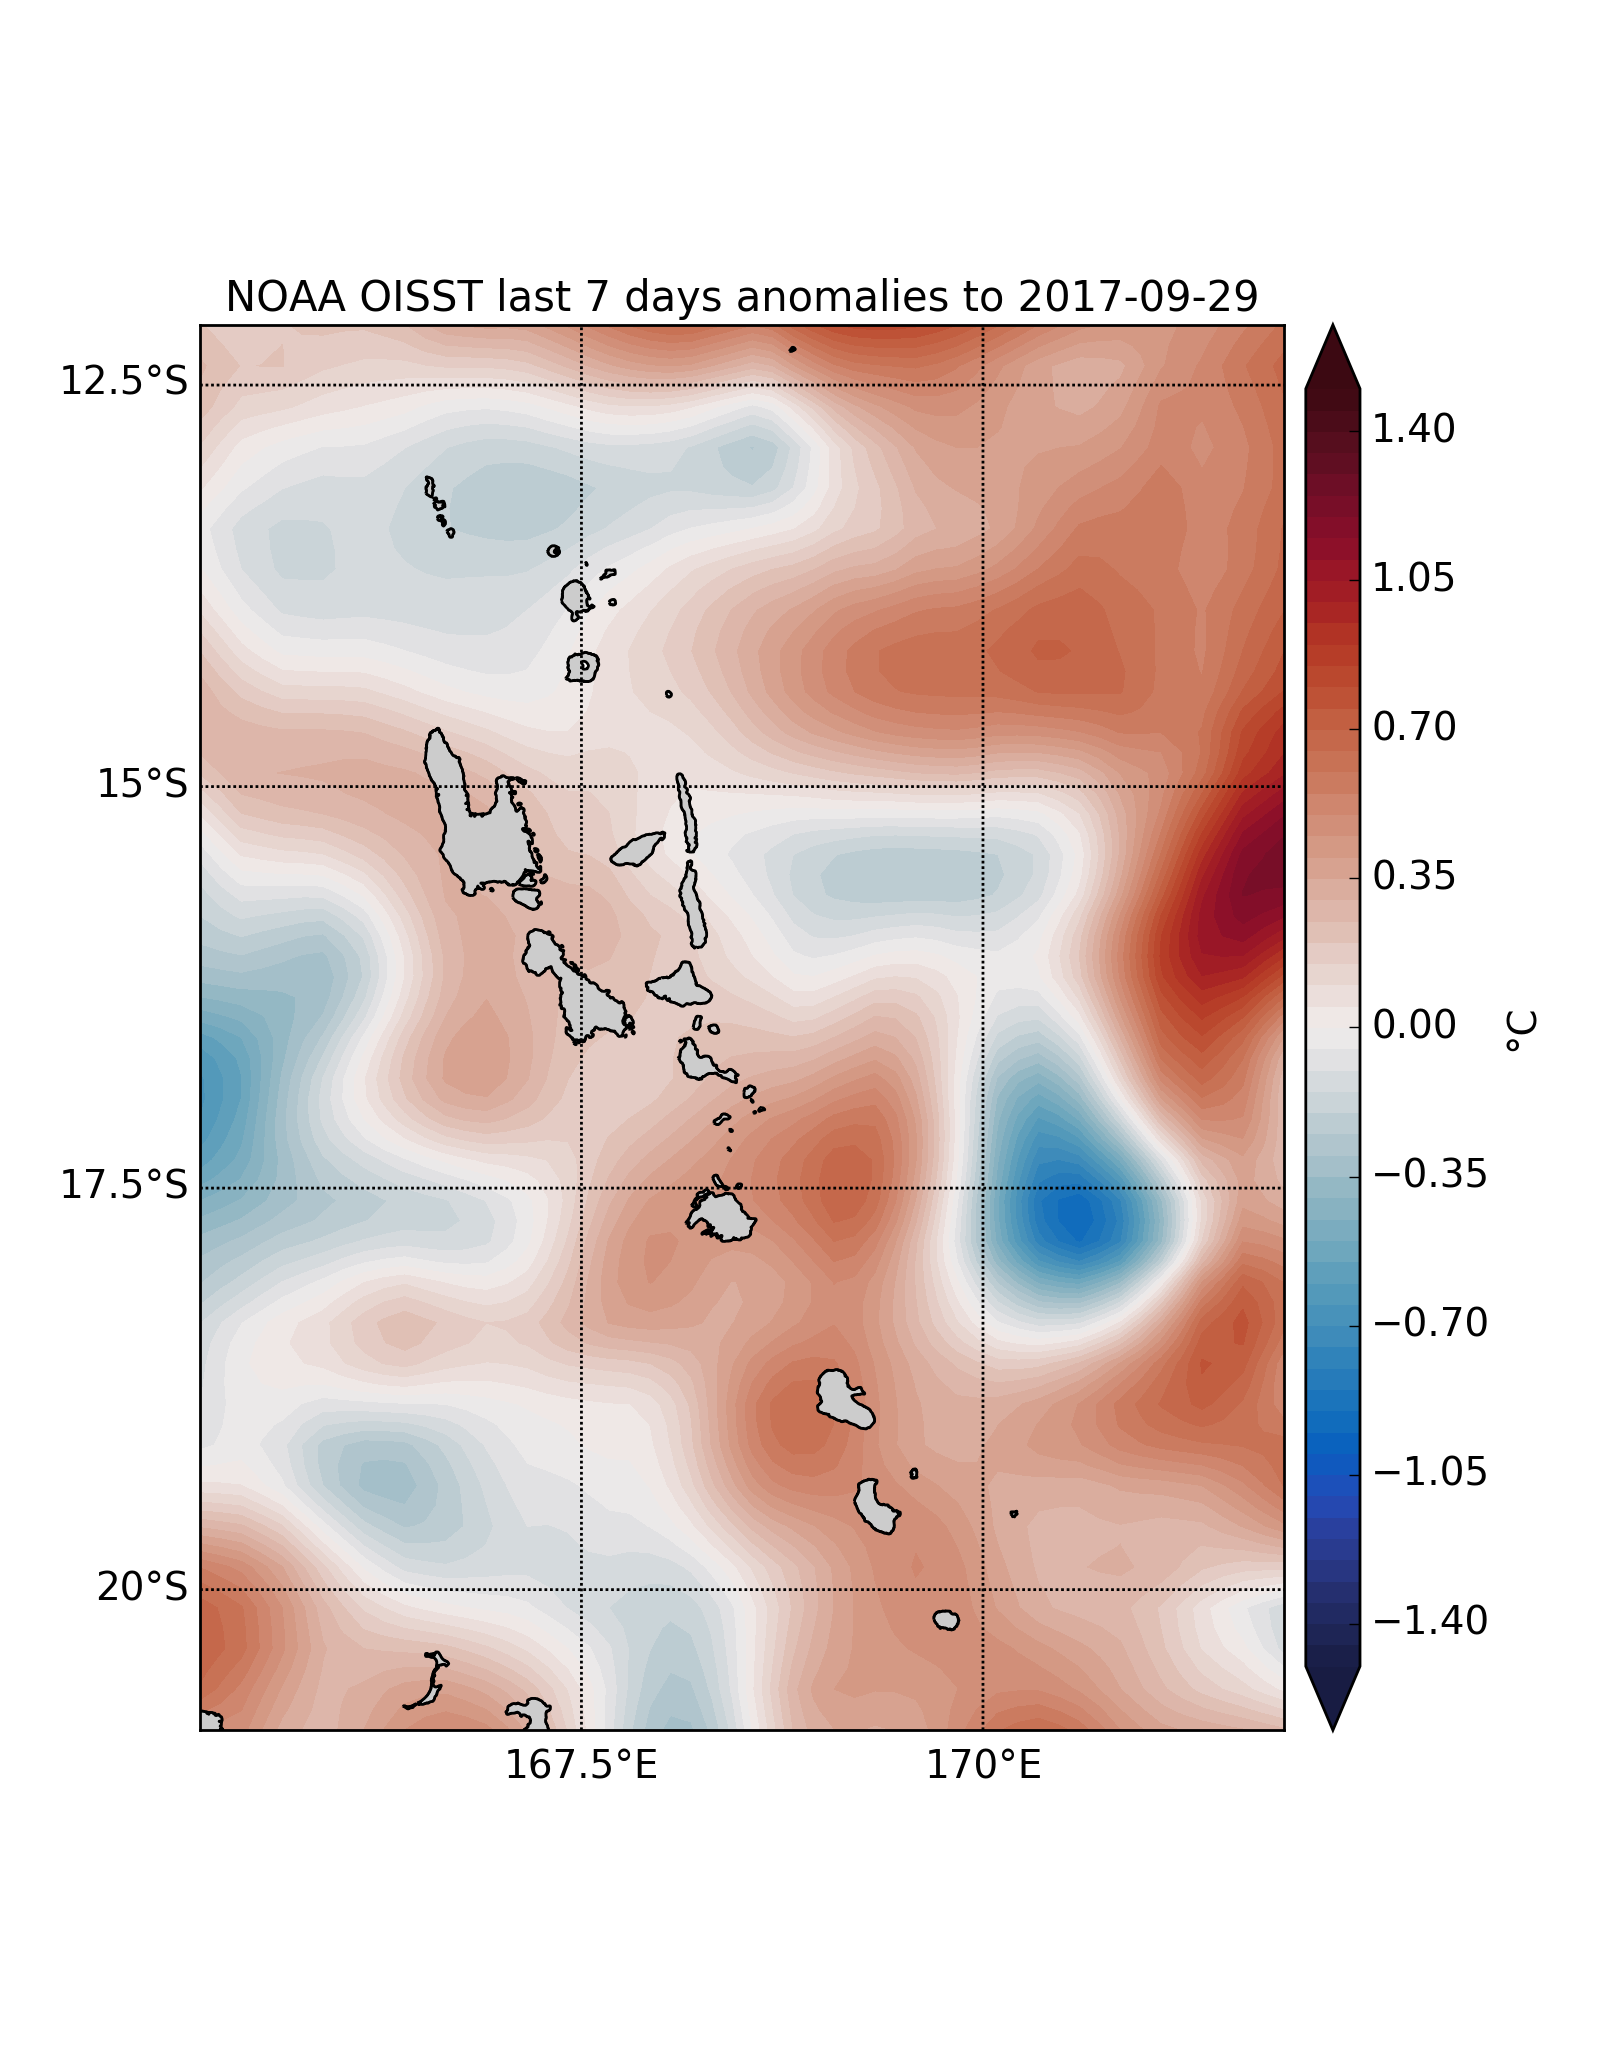 NOAA OISST last 7 days anomalies to 2017-09-29
12.5°S
15°S
17.5°S
20°S
167.5°E
170°E
1.40
1.05
0.70
0.35
0.00
−0.35
−0.70
−1.05
−1.40
°C